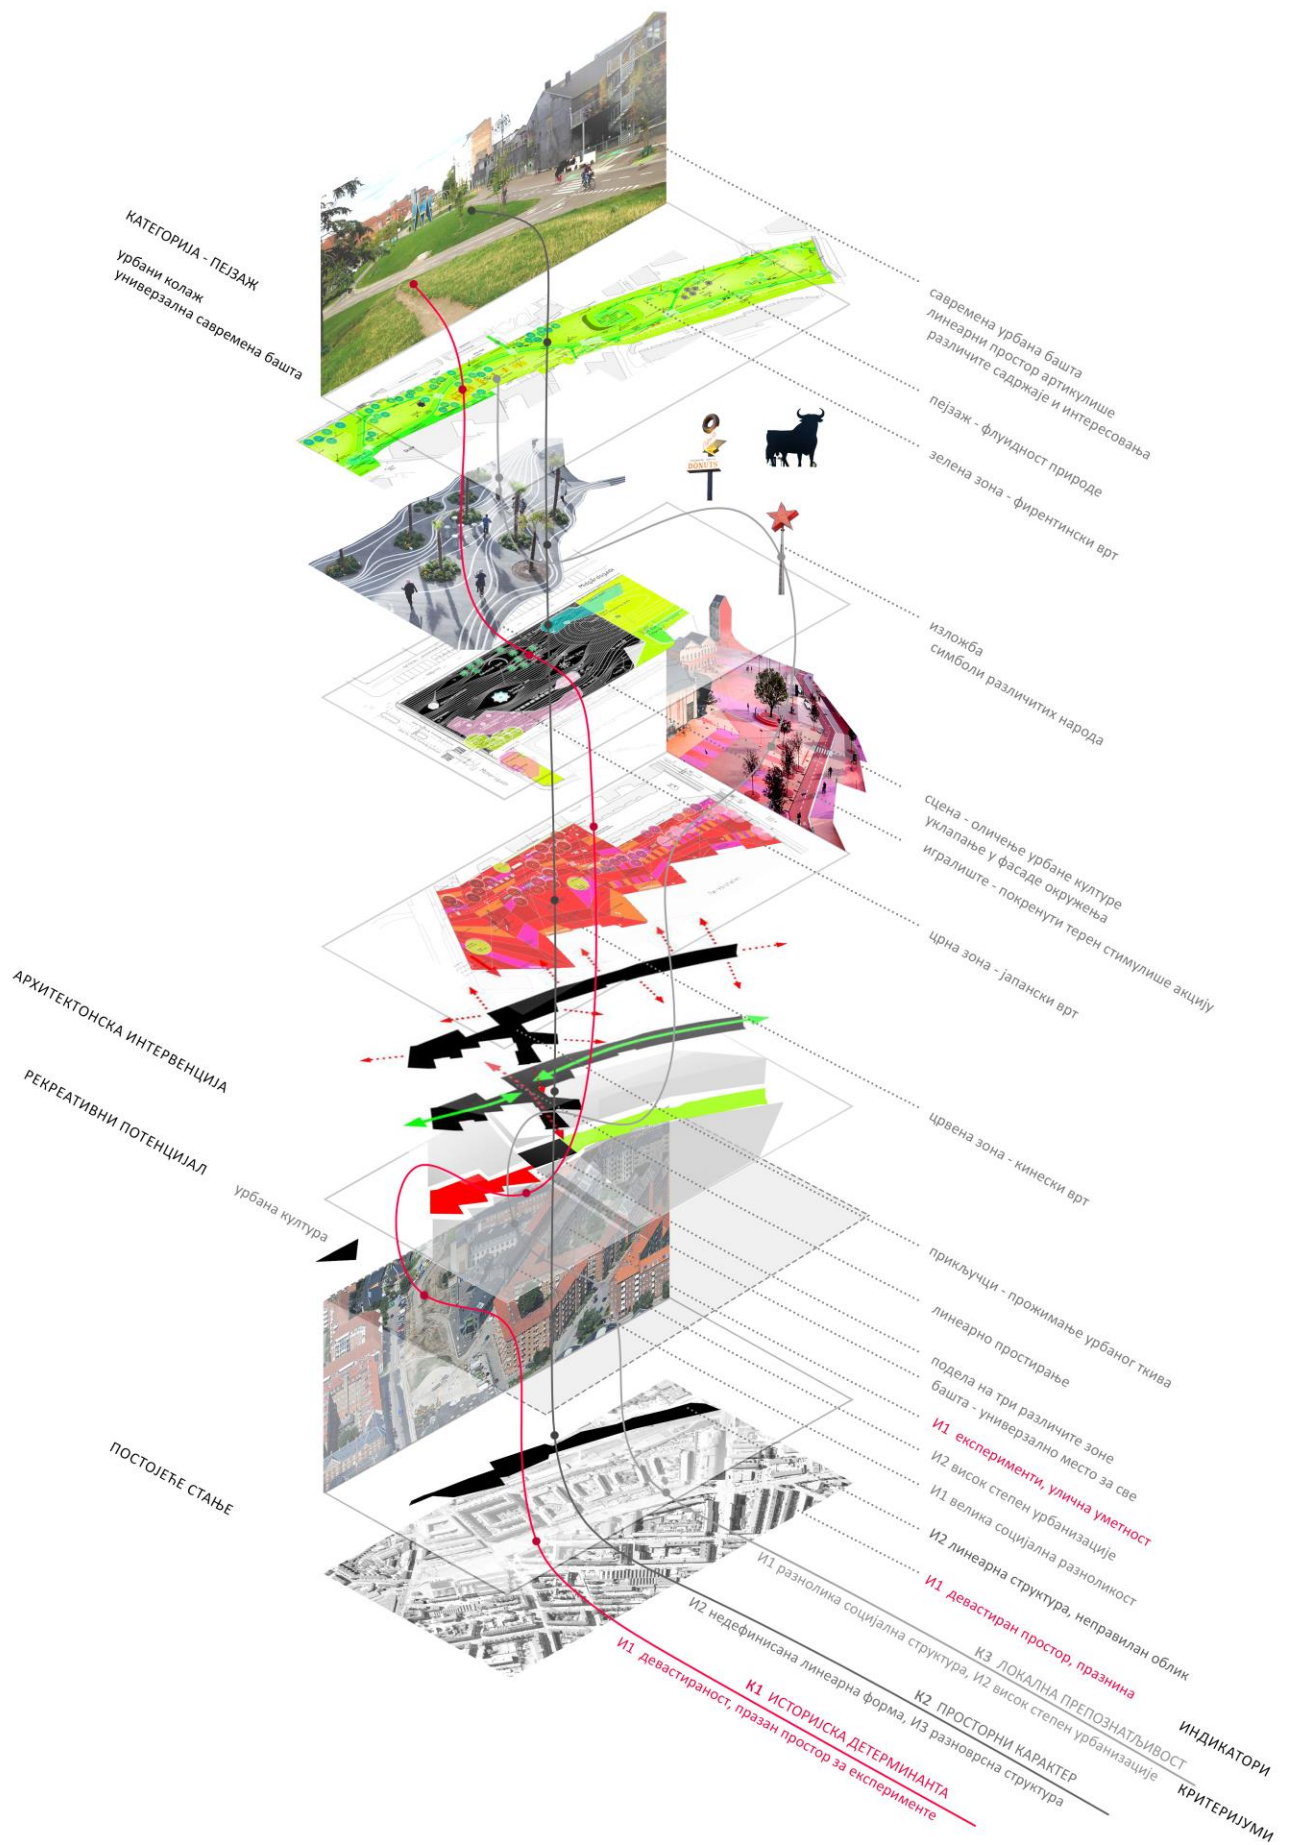 КАТЕГОРИЈА - ПЕЈЗАЖ
урбани колаж
универзална савремена башта
савремена урбана башта
линеарни простор артикулише
различите садржаје и интересовања
пејзаж - флуидност природе
зелена зона - фирентински врт
DONUTS
изложба
симболи различитих народа
сцена - оличење урбане културе
уклапање у фасаде окружења
игралиште - покренути терен стимулише акцију
црна зона - јапански врт
АРХИТЕКТОНСКА ИНТЕРВЕНЦИЈА
РЕКРЕАТИВНИ ПОТЕНЦИЈАЛ
урбана култура
црвена зона - кинески врт
прикључци - прожимање урбаног ткива
линеарно простирање
подела на три различите зоне
башта - универзално место за све
И1 експерименти, улична уметност
И2 висок степен урбанизације
И1 велика социјална разноликост
И2 линеарна структура, неправилан облик
И1 девастиран простор, празнина
ПОСТОЈЕЋЕ СТАЊЕ
ИНДИКАТОРИ
К3 ЛОКАЛНА ПРЕПОЗНАТЉИВОСТ
И1 разнолика социјална структура, И2 висок степен урбанизације
К2 ПРОСТОРНИ КАРАКТЕР
И2 недефинисана линеарна форма, И3 разноврсна структура
К1 ИСТОРИЈСКА ДЕТЕРМИНАНТА
И1 девастираност, празан простор за експерименте
КРИТЕРИЈУМИ